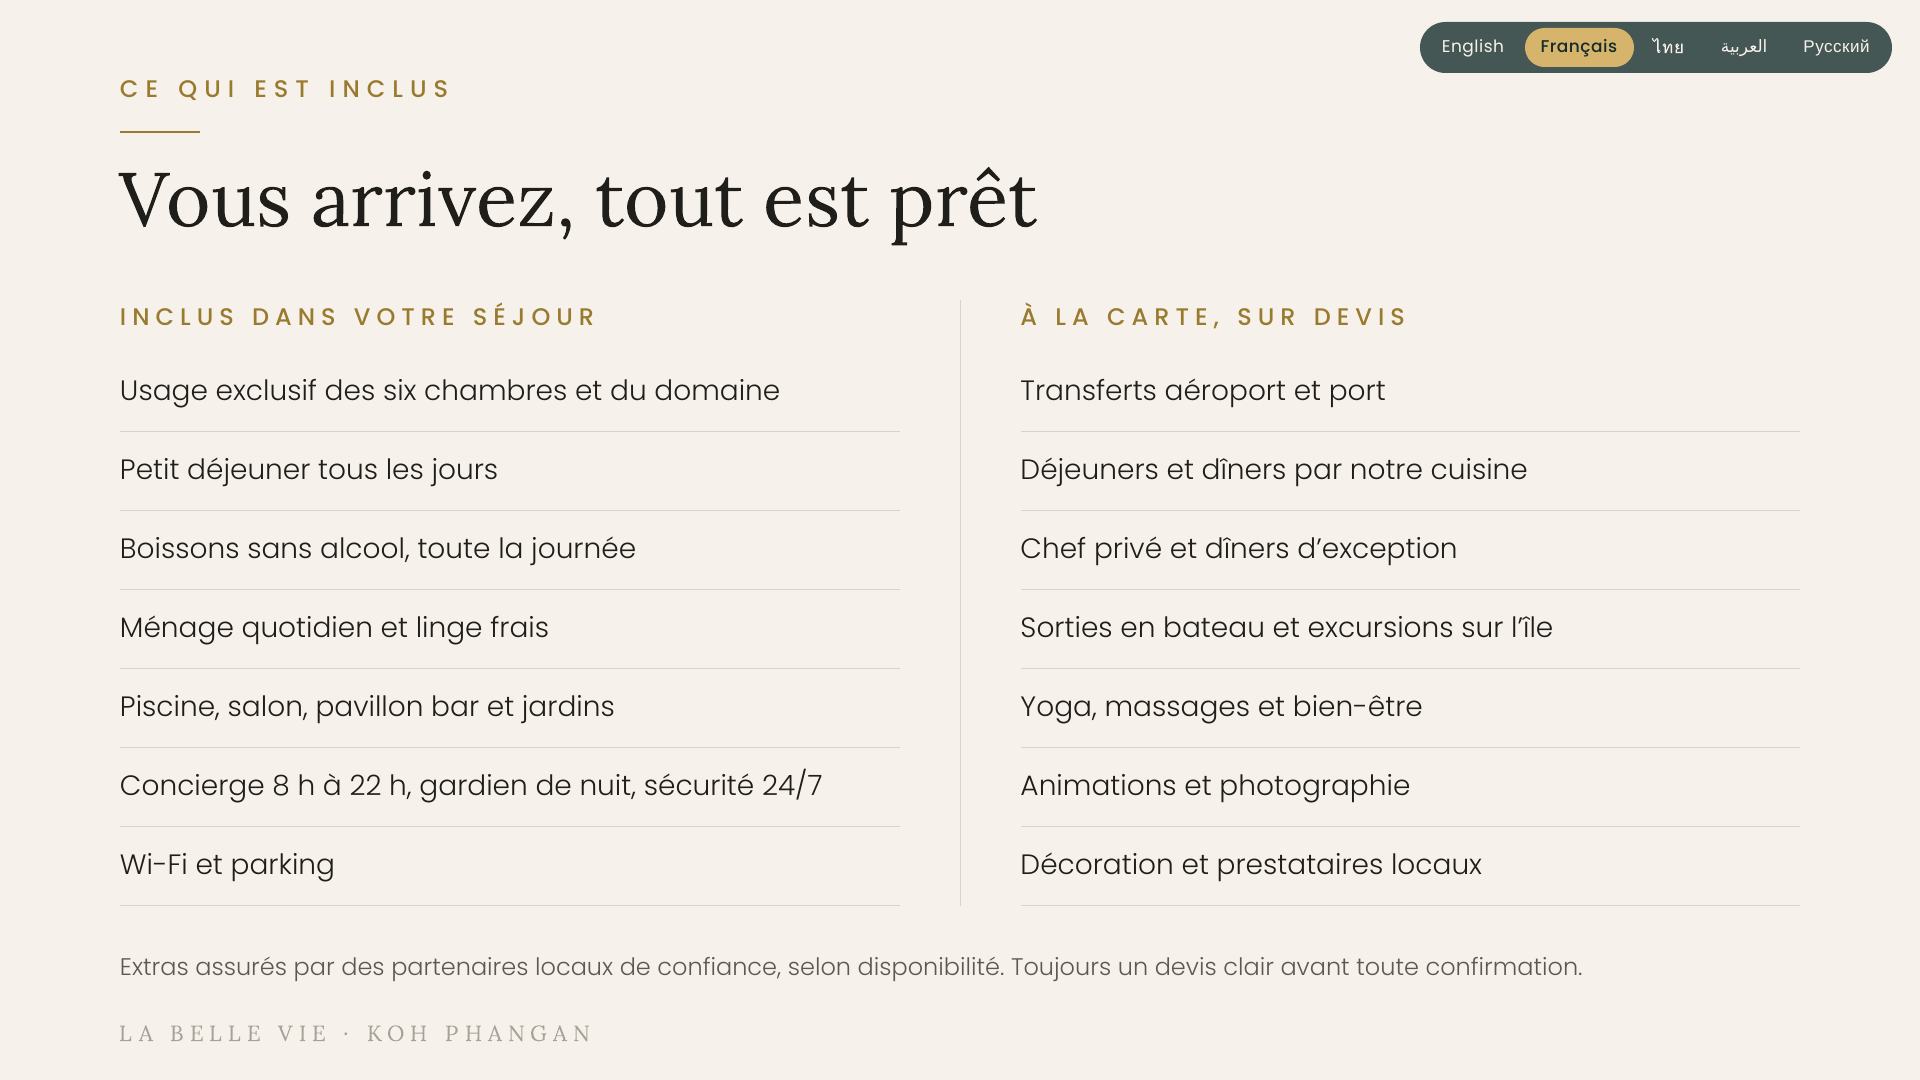 English Français ไทย العربية Русский
CE QUI EST INCLUS
Vous arrivez, tout est prêt
INCLUS DANS VOTRE SÉJOUR
Usage exclusif des six chambres et du domaine
Petit déjeuner tous les jours
Boissons sans alcool, toute la journée
Ménage quotidien et linge frais
Piscine, salon, pavillon bar et jardins
Concierge 8 h à 22 h, gardien de nuit, sécurité 24/7
Wi-Fi et parking
À LA CARTE, SUR DEVIS
Transferts aéroport et port
Déjeuners et dîners par notre cuisine
Chef privé et dîners d’exception
Sorties en bateau et excursions sur l’île
Yoga, massages et bien-être
Animations et photographie
Décoration et prestataires locaux
Extras assurés par des partenaires locaux de confiance, selon disponibilité. Toujours un devis clair avant toute confirmation.
LA BELLE VIE · KOH PHANGAN